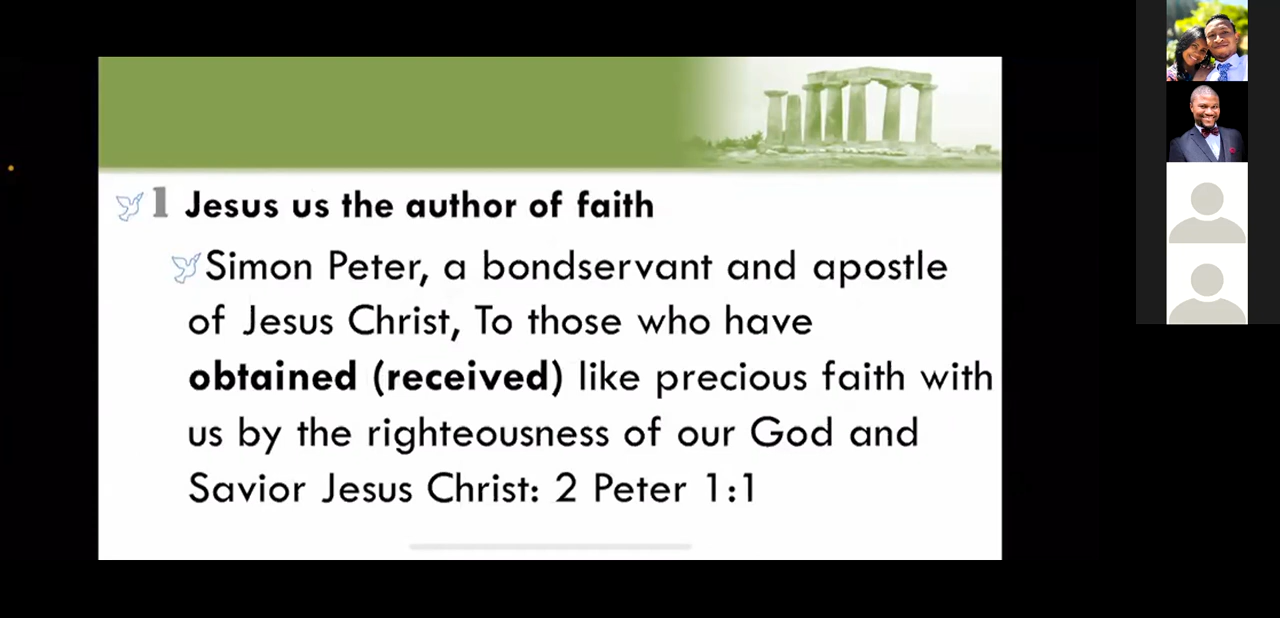 1 Jesus us the author of faith
Simon Peter, a bondservant and apostle
of Jesus Christ, To those who have
obtained (received) like precious faith with
us by the righteousness of our God and
Savior Jesus Christ: 2 Peter 1:1